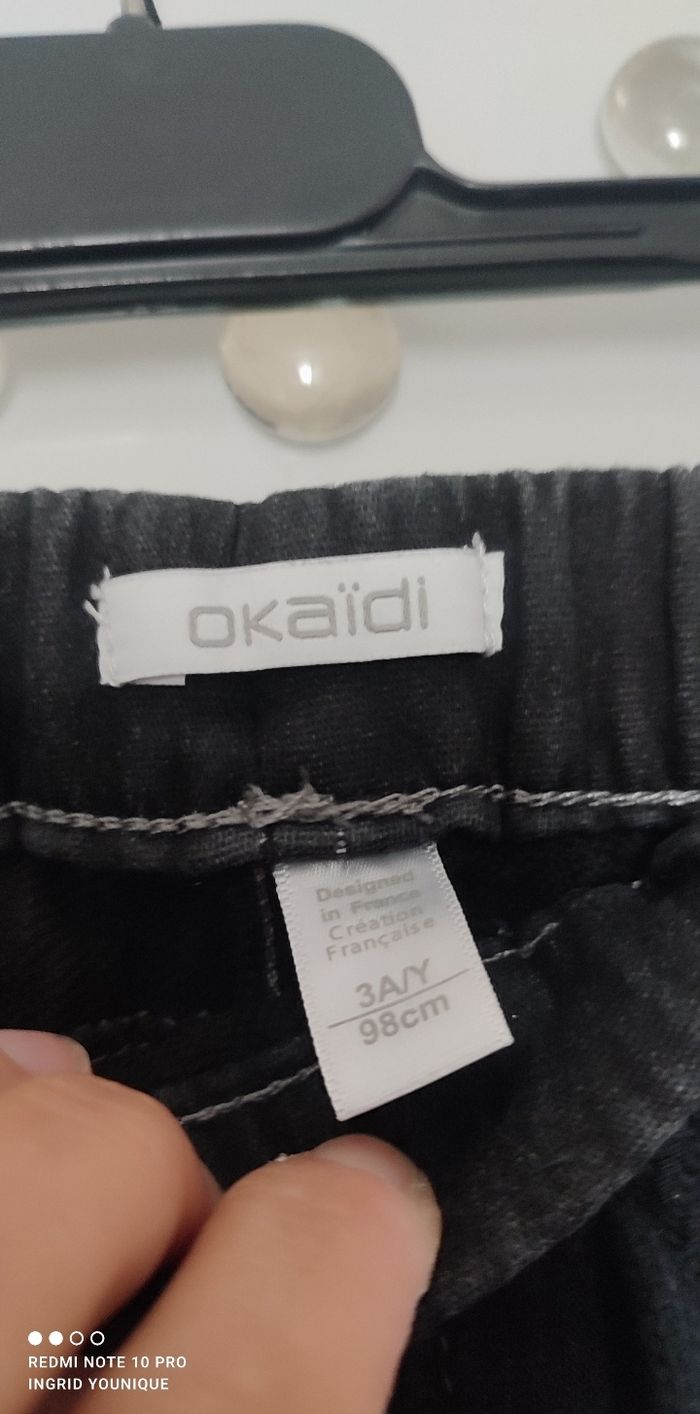 okaïdi
Designed
in France
Création
Française
3A/Y
98cm
REDMI NOTE 10 PRO
INGRID YOUNIQUE